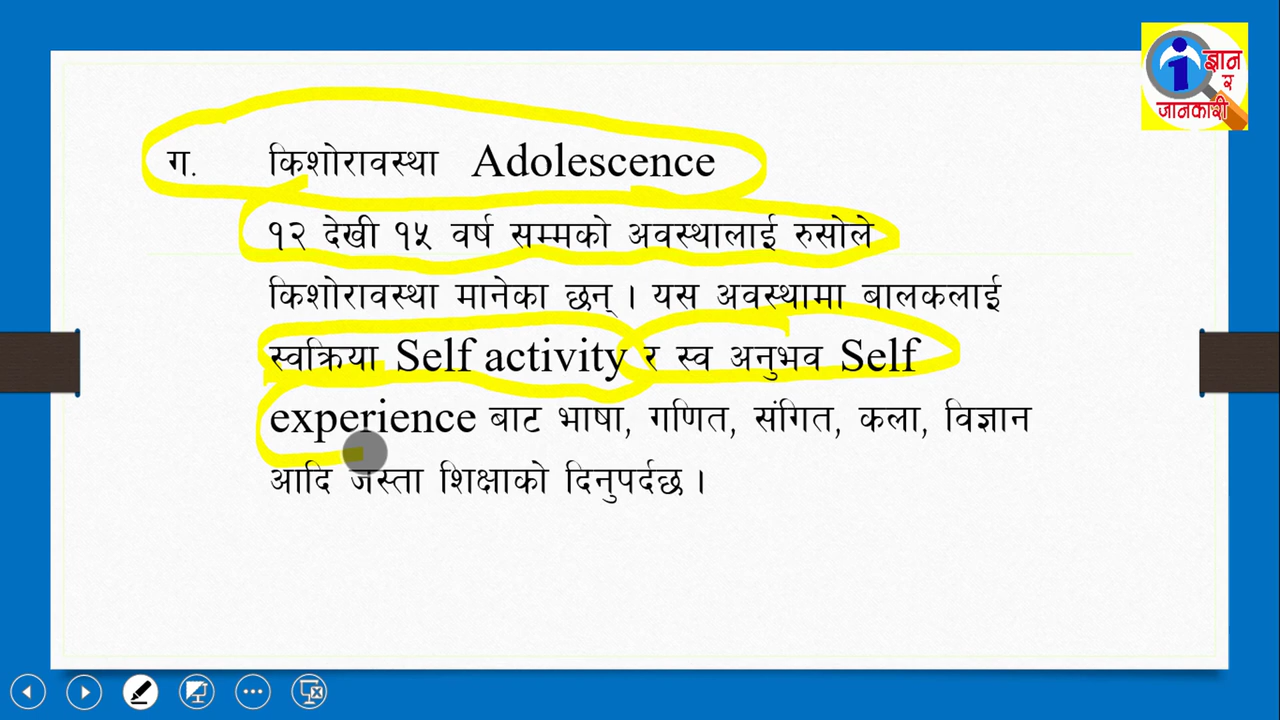 ज्ञान
र
जानकारी
ग. किशोरावस्था Adolescence
१२ देखी १५ वर्ष सम्मको अवस्थालाई रुसोले
किशोरावस्था मानेका छन् । यस अवस्थामा बालकलाई
स्वक्रिया Self activity र स्व अनुभव Self
experience बाट भाषा, गणित, संगित, कला, विज्ञान
आदि जस्ता शिक्षाको दिनुपर्दछ ।